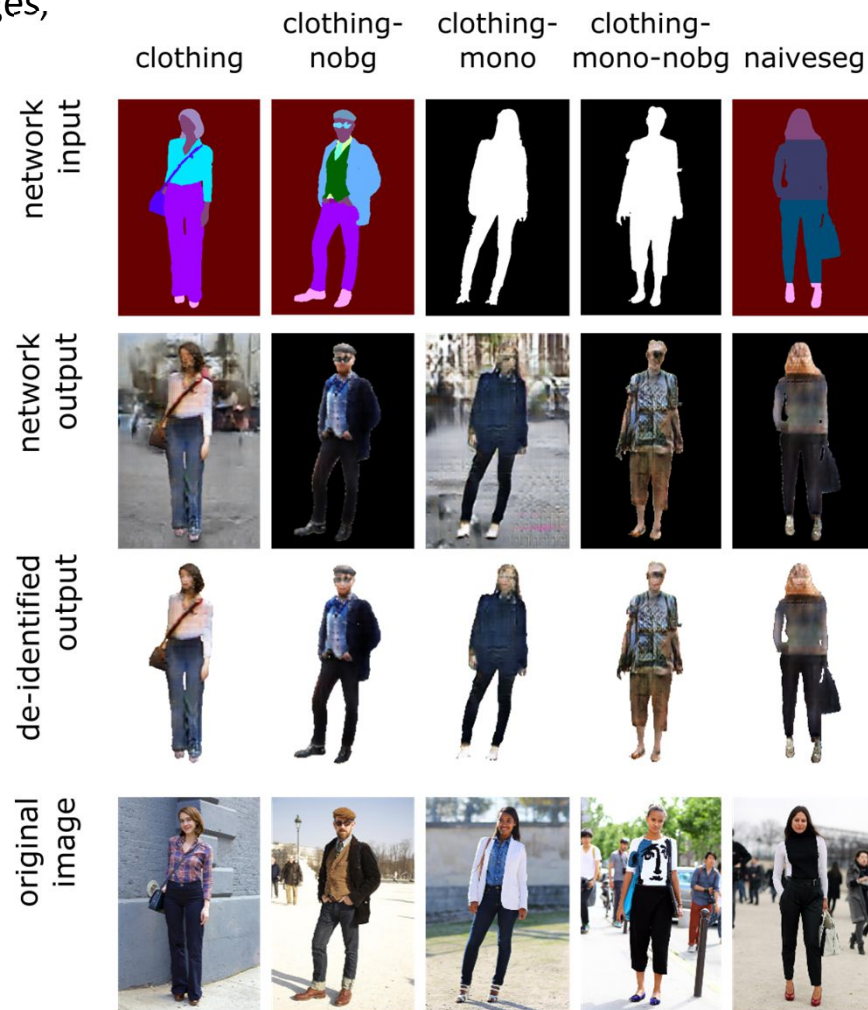 clothing
clothing-
nobg
clothing-
mono
clothing-
mono-nobg
naiveseg
network
input
network
output
de-identified
output
original
image